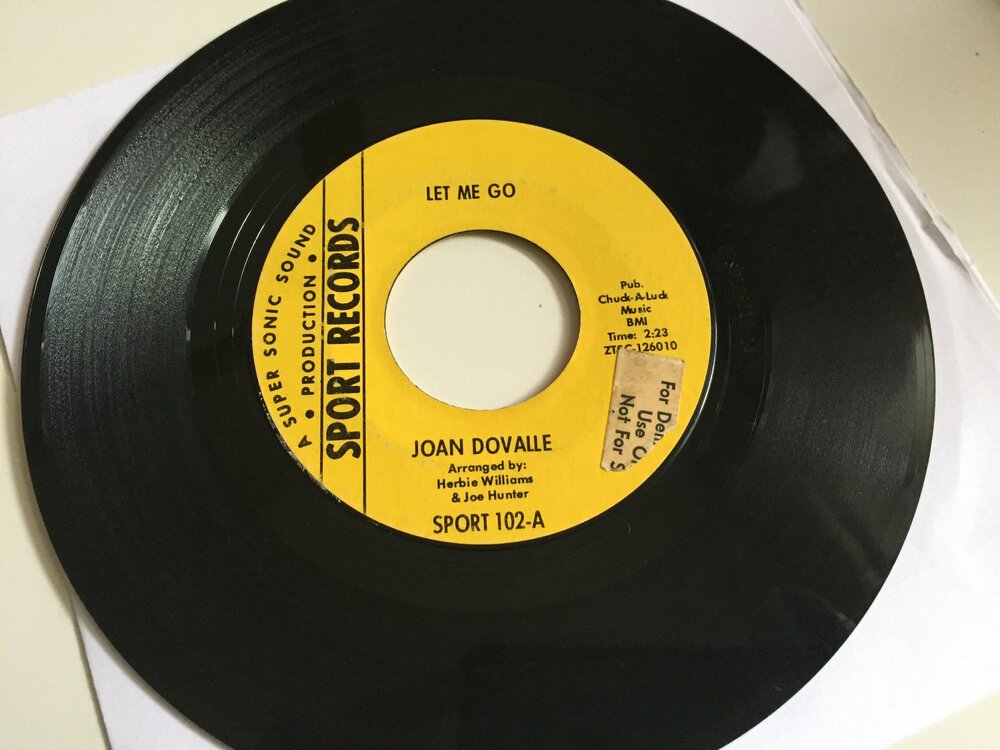 LET ME GO
A SUPER SONIC SOUND
• PRODUCTION •
SPORT RECORDS
Pub.
Chuck-A-Luck
Music
BMI
Time: 2:23
For
Use
Not For
JOAN DOVALLE
Arranged by:
Herbie Williams
& Joe Hunter
SPORT 102-A